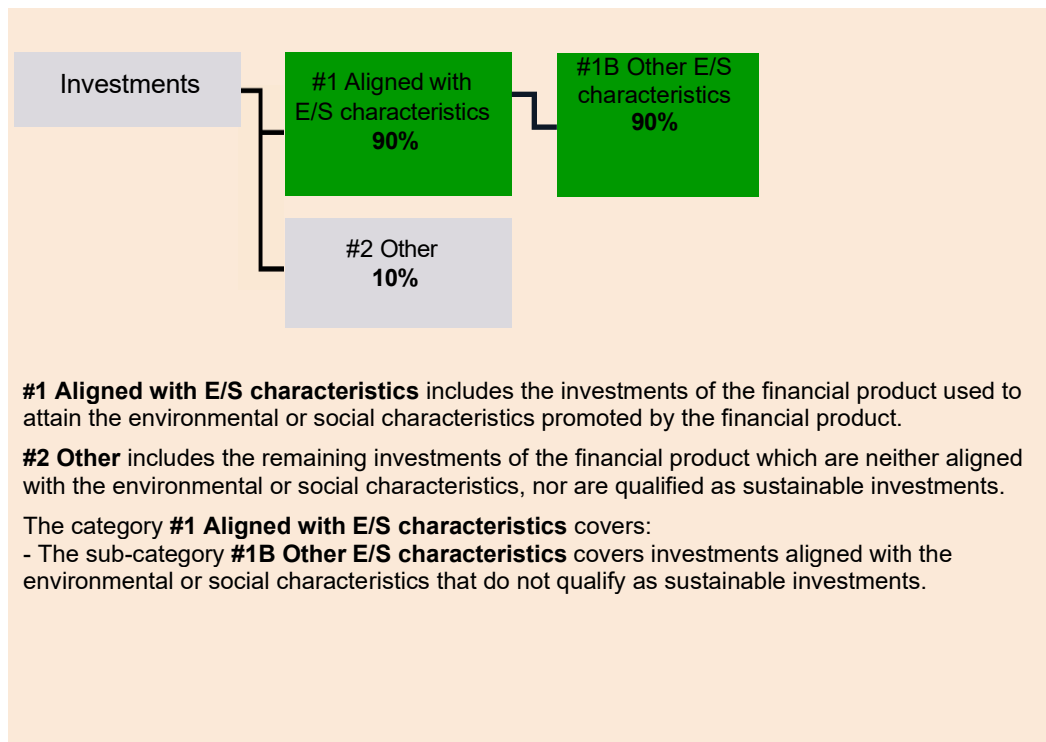 Investments
#1 Aligned with
E/S characteristics
90%
#1B Other E/S
characteristics
90%
#2 Other
10%
#1 Aligned with E/S characteristics includes the investments of the financial product used to
attain the environmental or social characteristics promoted by the financial product.
#2 Other includes the remaining investments of the financial product which are neither aligned
with the environmental or social characteristics, nor are qualified as sustainable investments.
The category #1 Aligned with E/S characteristics covers:
- The sub-category #1B Other E/S characteristics covers investments aligned with the
environmental or social characteristics that do not qualify as sustainable investments.